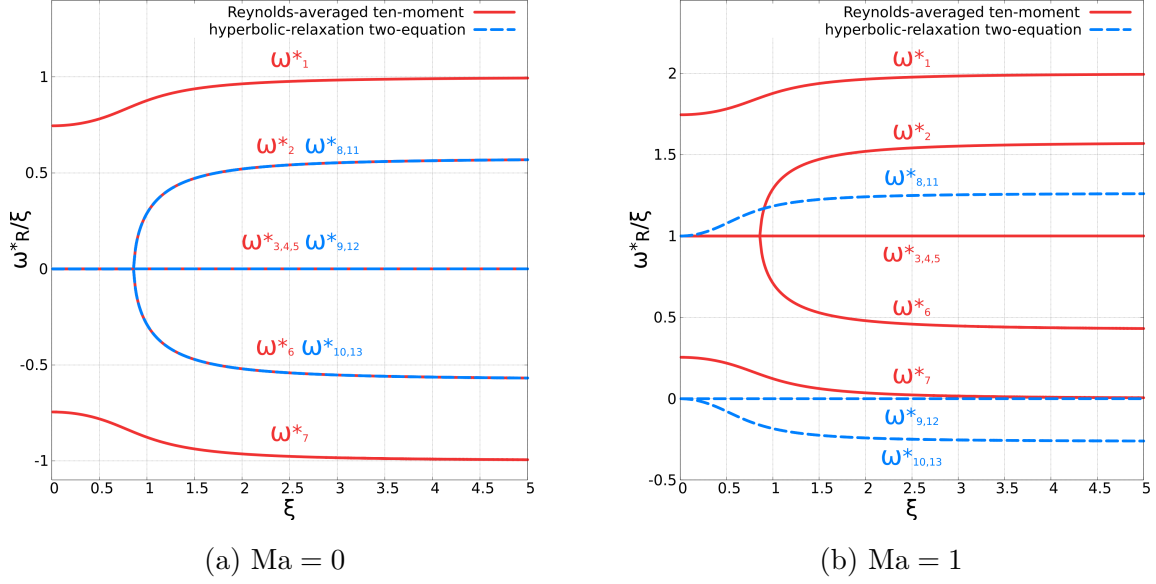 Reynolds-averaged ten-moment
hyperbolic-relaxation two-equation
ω*1
ω*2 ω*8,11
ω*3,4,5 ω*9,12
ω*6 ω*10,13
ω*7
1
0.5
0
-0.5
-1
ω*R/ξ
0 0.5 1 1.5 2 2.5 3 3.5 4 4.5 5
ξ
(a) Ma = 0
Reynolds-averaged ten-moment
hyperbolic-relaxation two-equation
ω*1
ω*2
ω*8,11
ω*3,4,5
ω*6
ω*7
ω*9,12
ω*10,13
2
1.5
1
0.5
0
-0.5
ω*R/ξ
0 0.5 1 1.5 2 2.5 3 3.5 4 4.5 5
ξ
(b) Ma = 1